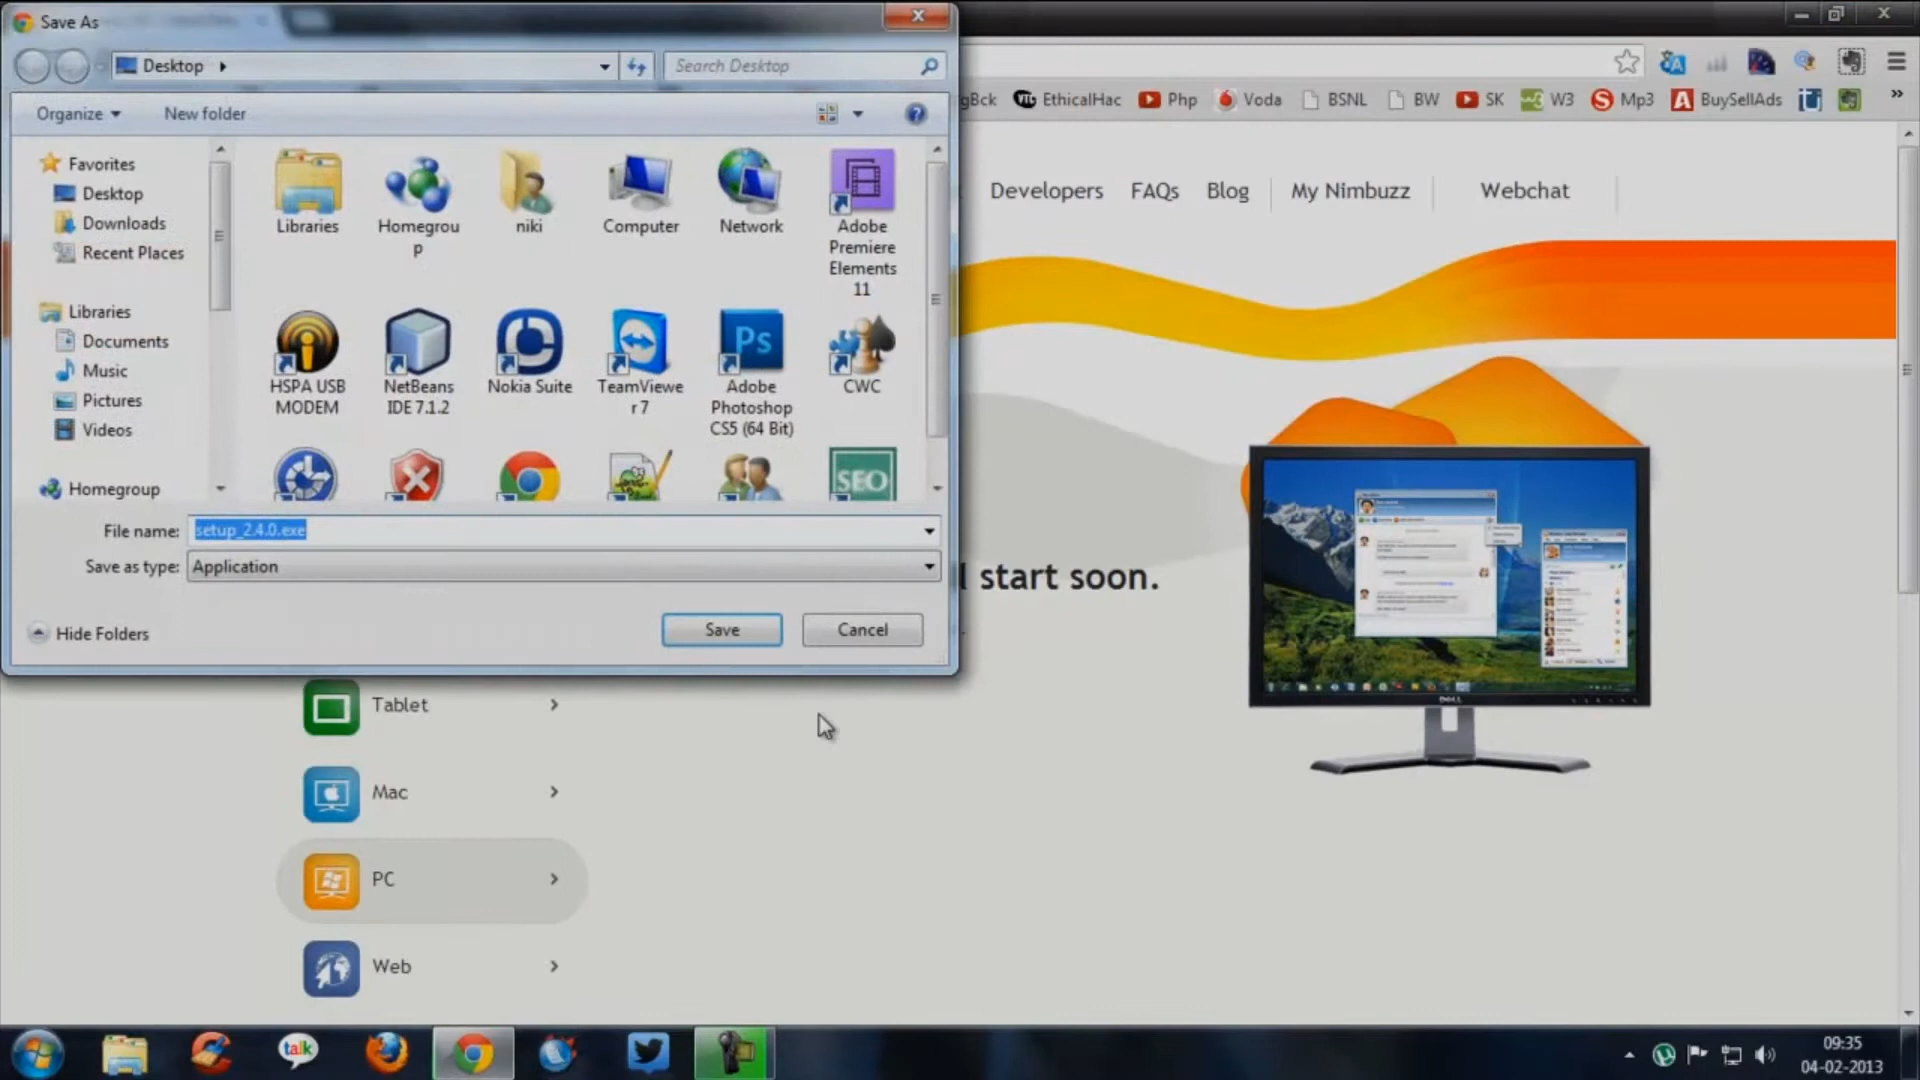 Save As
Desktop
Search Desktop
Organize
New folder
gBck
EthicalHac
Php
Voda
BSNL
BW
SK
W3
Mp3
BuySellAds
Favorites
Desktop
Downloads
Recent Places
Libraries
Documents
Music
Pictures
Videos
Homegroup
Libraries
Homegrou
p
niki
Computer
Network
Adobe
Premiere
Elements
11
HSPA USB
MODEM
NetBeans
IDE 7.1.2
Nokia Suite
TeamViewe
r 7
Ps
Adobe
Photoshop
CS5 (64 Bit)
CWC
SEO
File name:
setup_2.4.0.exe
Save as type:
Application
Hide Folders
Save
Cancel
Developers
FAQs
Blog
My Nimbuzz
Webchat
l start soon.
DELL
Tablet
Mac
PC
Web
talk
09:35
04-02-2013